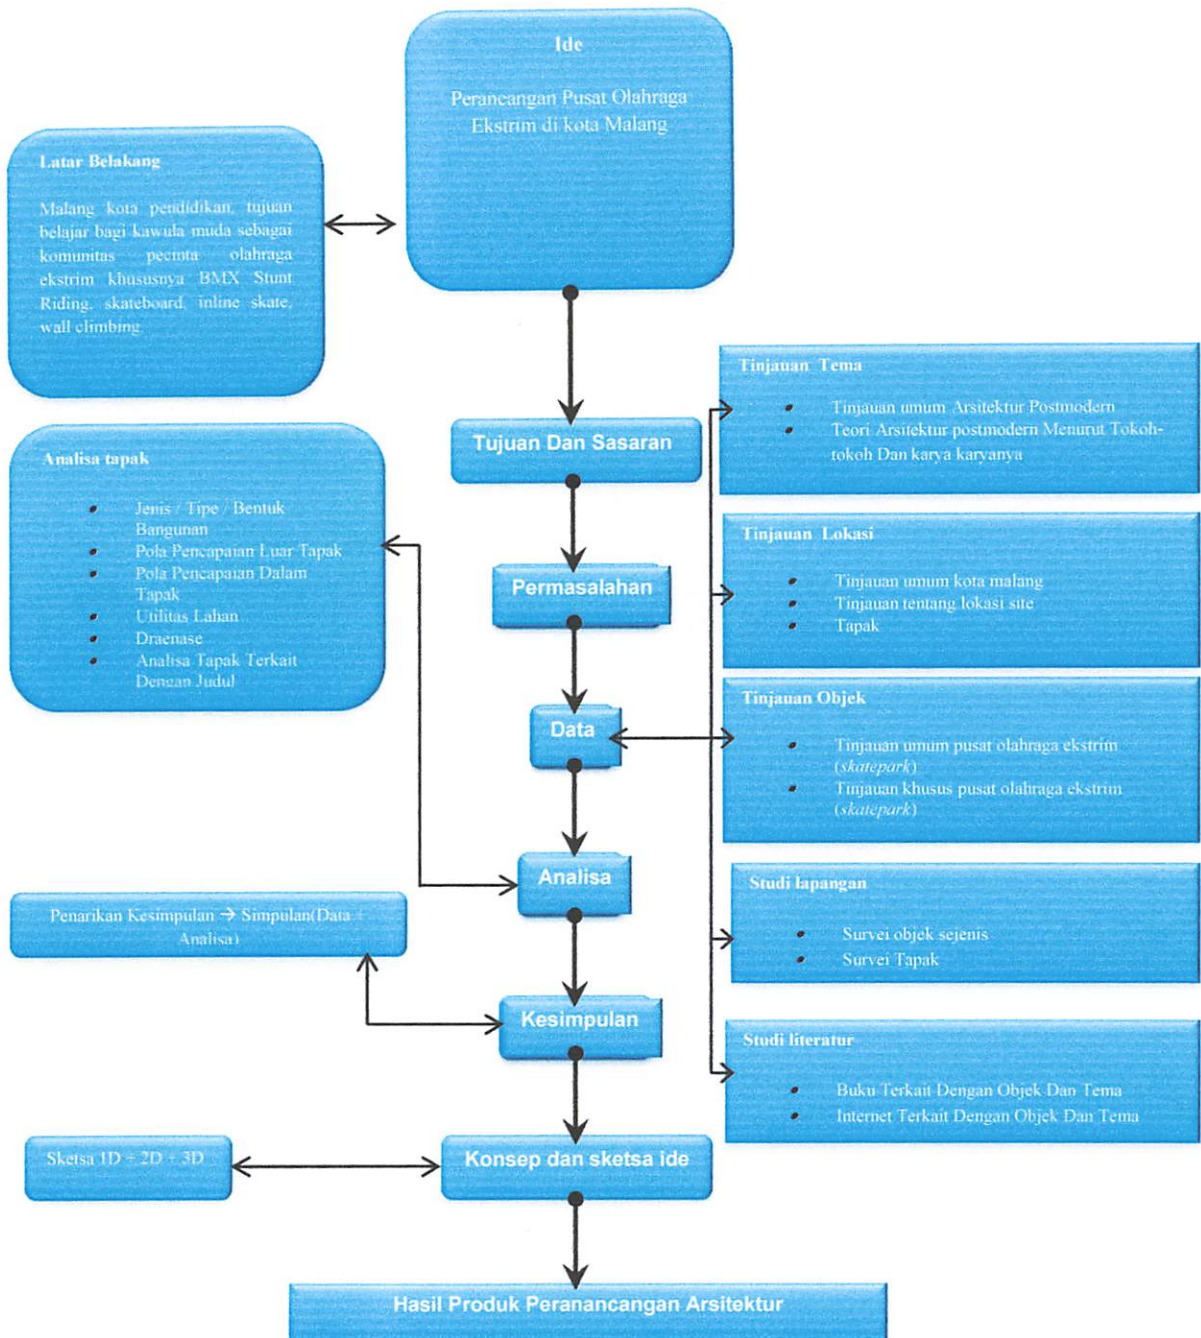 Ide
Perancangan Pusat Olahraga
Ekstrim di kota Malang
Latar Belakang
Malang kota pendidikan, tujuan
belajar bagi kawula muda sebagai
komunitas pecinta olahraga
ekstrim khususnya BMX Stunt
Riding, skateboard, inline skate,
wall climbing
Tujuan Dan Sasaran
Tinjauan Tema
• Tinjauan umum Arsitektur Postmodern
• Teori Arsitektur postmodern Menurut Tokoh-
tokoh Dan karya karyanya
Analisa tapak
• Jenis / Tipe / Bentuk
Bangunan
• Pola Pencapaian Luar Tapak
• Pola Pencapaian Dalam
Tapak
• Utilitas Lahan
• Draenase
• Analisa Tapak Terkait
Dengan Judul
Permasalahan
Tinjauan Lokasi
• Tinjauan umum kota malang
• Tinjauan tentang lokasi site
• Tapak
Data
Tinjauan Objek
• Tinjauan umum pusat olahraga ekstrim
(skatepark)
• Tinjauan khusus pusat olahraga ekstrim
(skatepark)
Analisa
Studi lapangan
• Survei objek sejenis
• Survei Tapak
Penarikan Kesimpulan → Simpulan(Data +
Analisa)
Kesimpulan
Studi literatur
• Buku Terkait Dengan Objek Dan Tema
• Internet Terkait Dengan Objek Dan Tema
Sketsa 1D + 2D + 3D
Konsep dan sketsa ide
Hasil Produk Peranancangan Arsitektur